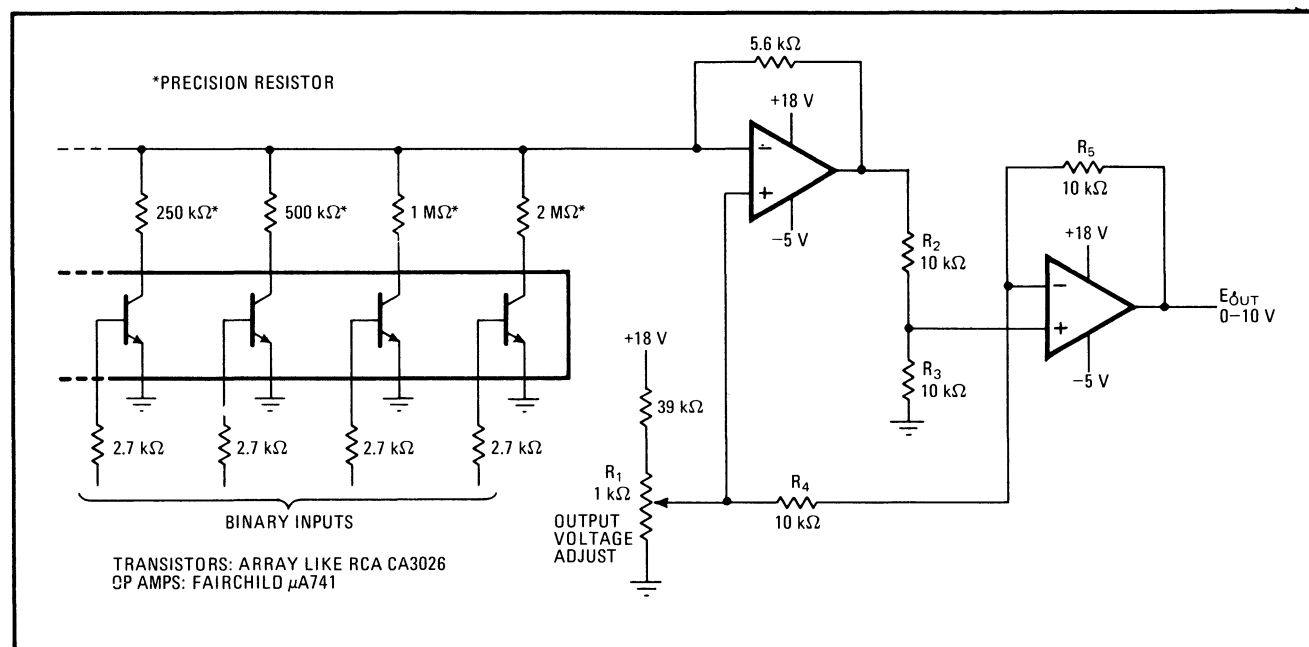 *PRECISION RESISTOR
5.6 kΩ
+18 V
-
+
−5 V
250 kΩ*
500 kΩ*
1 MΩ*
2 MΩ*
R5
10 kΩ
R2
10 kΩ
+18 V
-
+
−5 V
EOUT
0–10 V
R3
10 kΩ
+18 V
39 kΩ
R1
1 kΩ
OUTPUT
VOLTAGE
ADJUST
R4
10 kΩ
2.7 kΩ
2.7 kΩ
2.7 kΩ
2.7 kΩ
BINARY INPUTS
TRANSISTORS: ARRAY LIKE RCA CA3026
OP AMPS: FAIRCHILD μA741